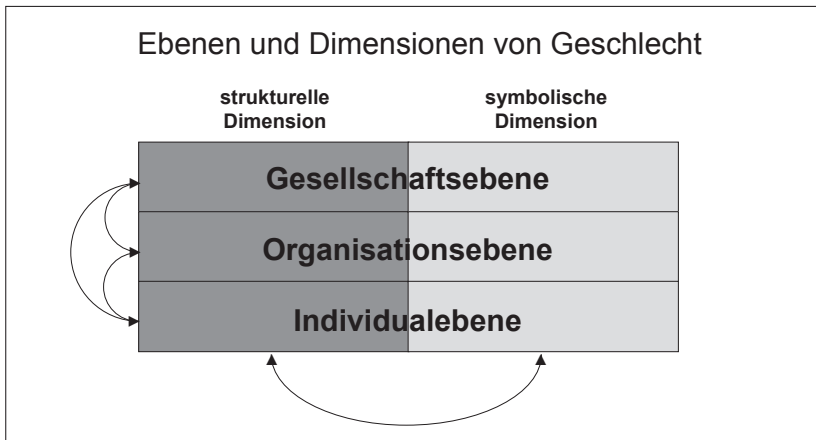 Ebenen und Dimensionen von Geschlecht
strukturelle
Dimension
symbolische
Dimension
Gesellschaftsebene
Organisationsebene
Individualebene